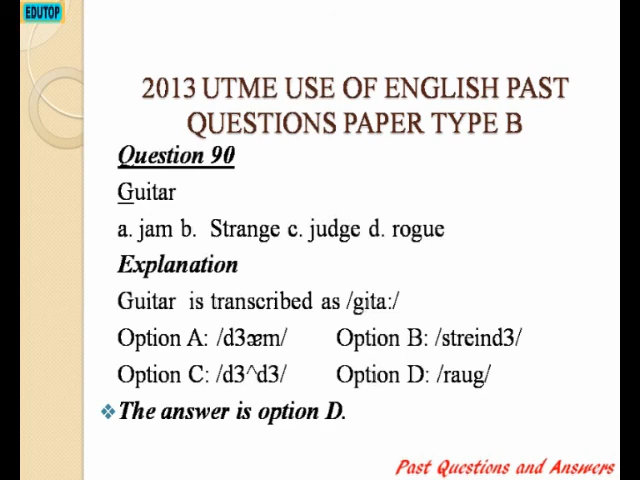 EDUTOP
2013 UTME USE OF ENGLISH PAST
QUESTIONS PAPER TYPE B
Question 90
Guitar
a. jam b. Strange c. judge d. rogue
Explanation
Guitar is transcribed as /gita:/
Option A: /d3æm/ Option B: /streind3/
Option C: /d3^d3/ Option D: /raug/
The answer is option D.
Past Questions and Answers